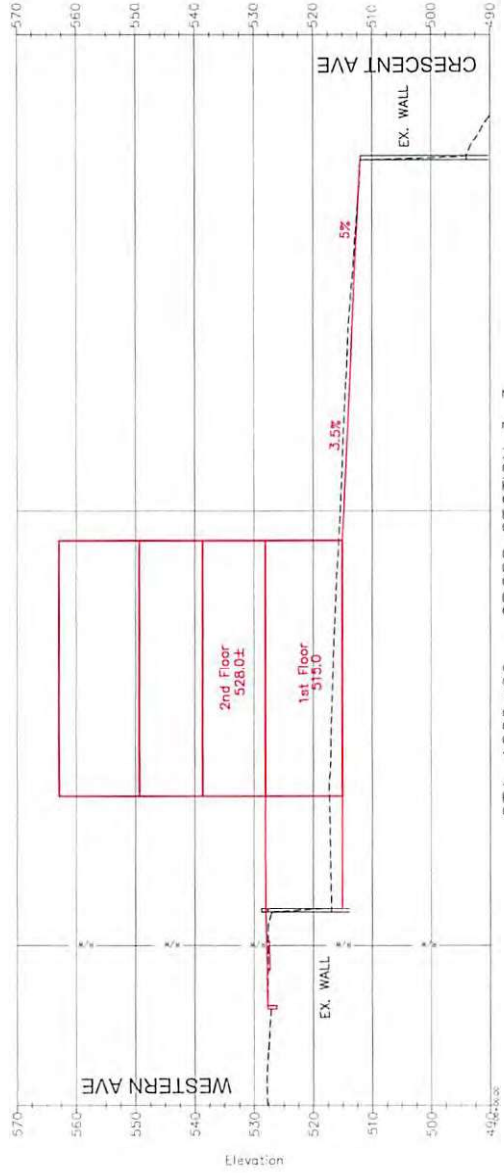 570
560
550
540
530
520
510
500
490
Elevation
WESTERN AVE
EX. WALL
2nd Floor
528.0±
1st Floor
515.0
3.5%
5%
EX. WALL
CRESCENT AVE
570
560
550
540
530
520
510
500
490
R/W
R/W
R/W
R/W
R/W